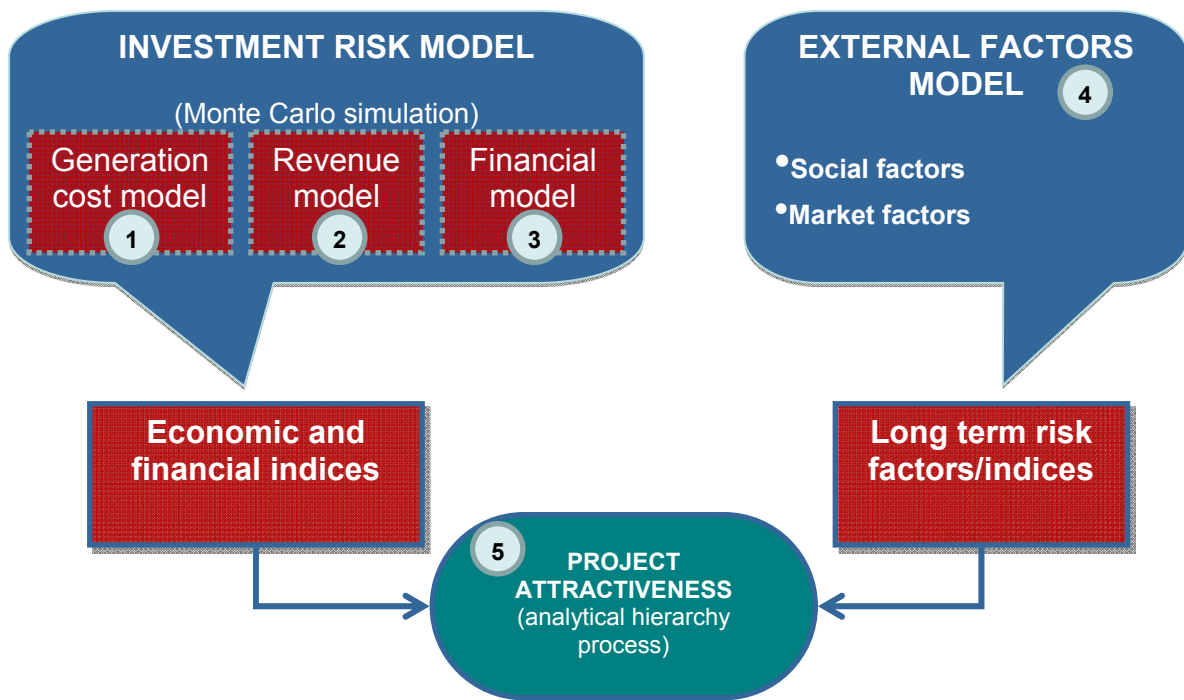 INVESTMENT RISK MODEL
(Monte Carlo simulation)
Generation
cost model
1
Revenue
model
2
Financial
model
3
EXTERNAL FACTORS
MODEL
4
•Social factors
•Market factors
Economic and
financial indices
Long term risk
factors/indices
5
PROJECT
ATTRACTIVENESS
(analytical hierarchy
process)